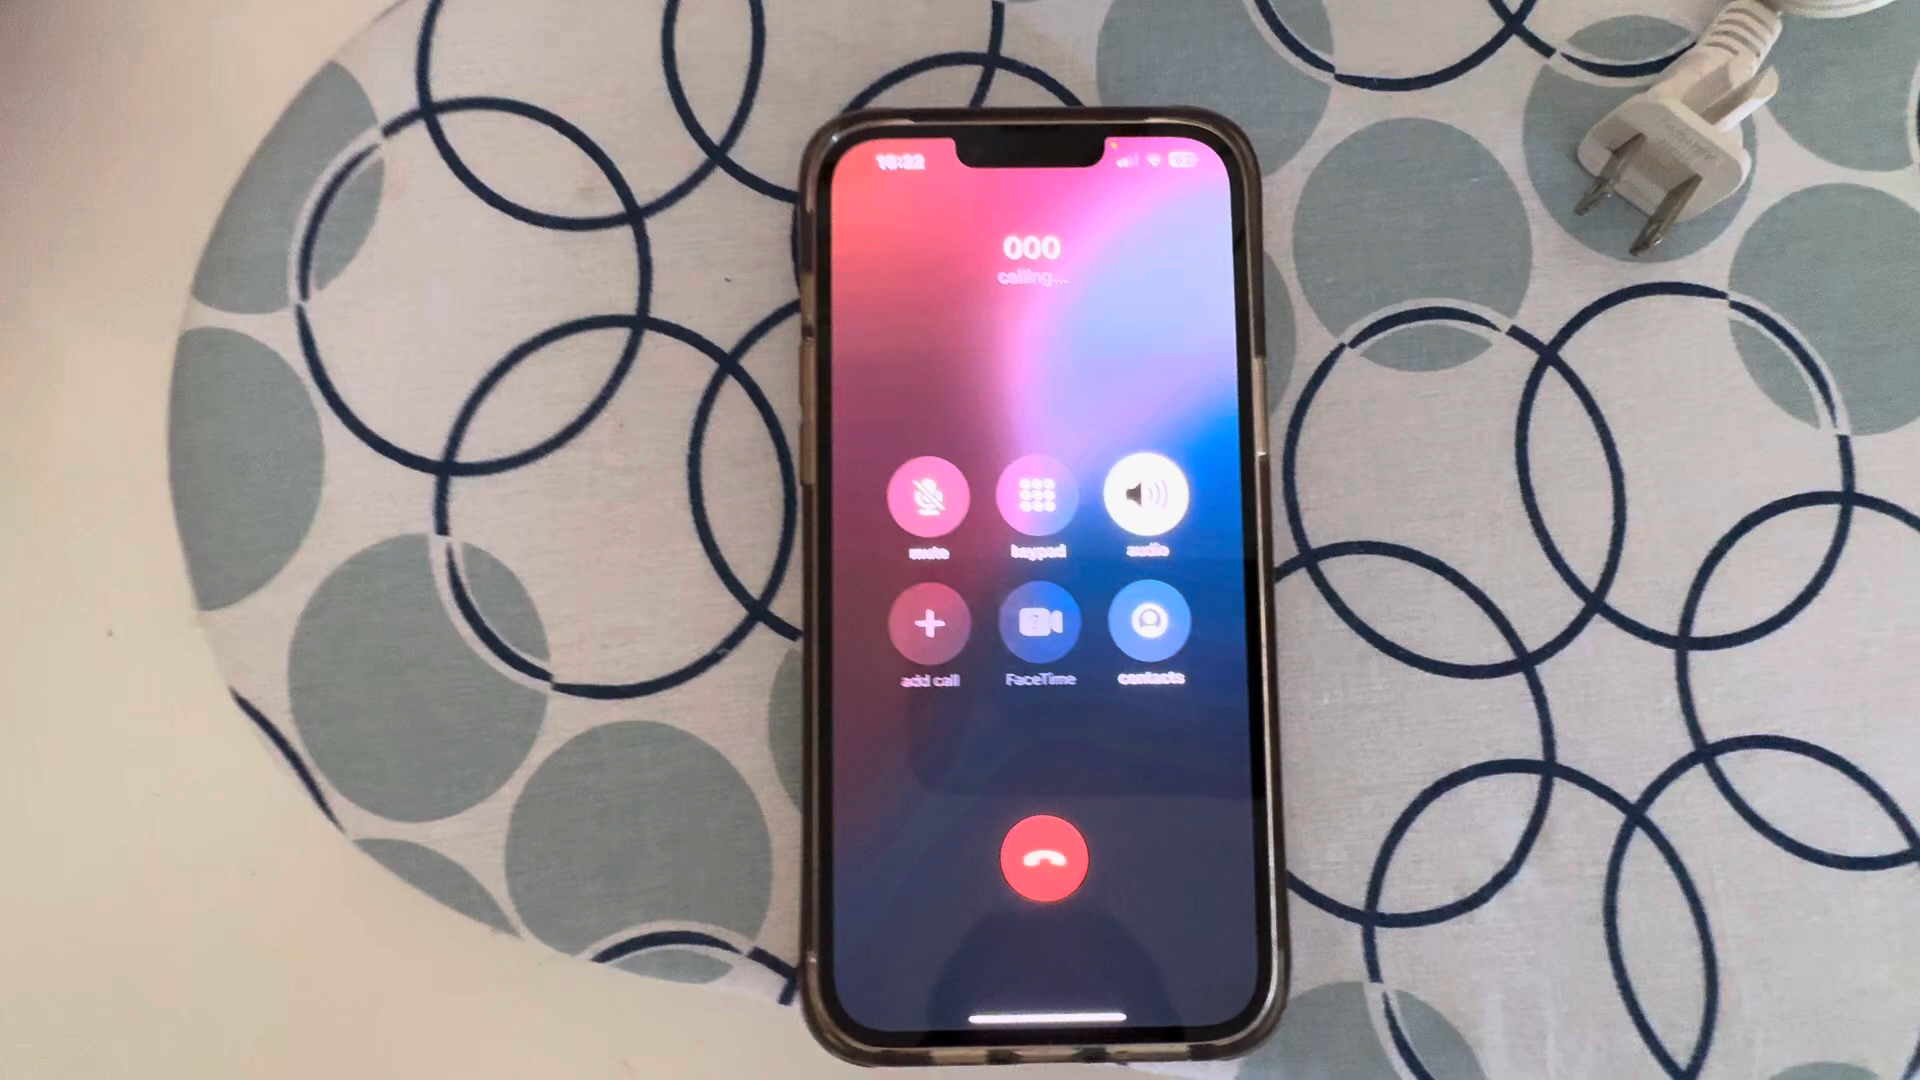 000
calling...
mute
keypad
audio
add call
FaceTime
contacts